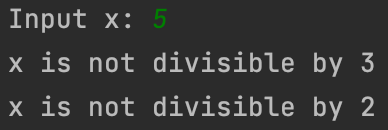 Input x: 5
x is not divisible by 3
x is not divisible by 2